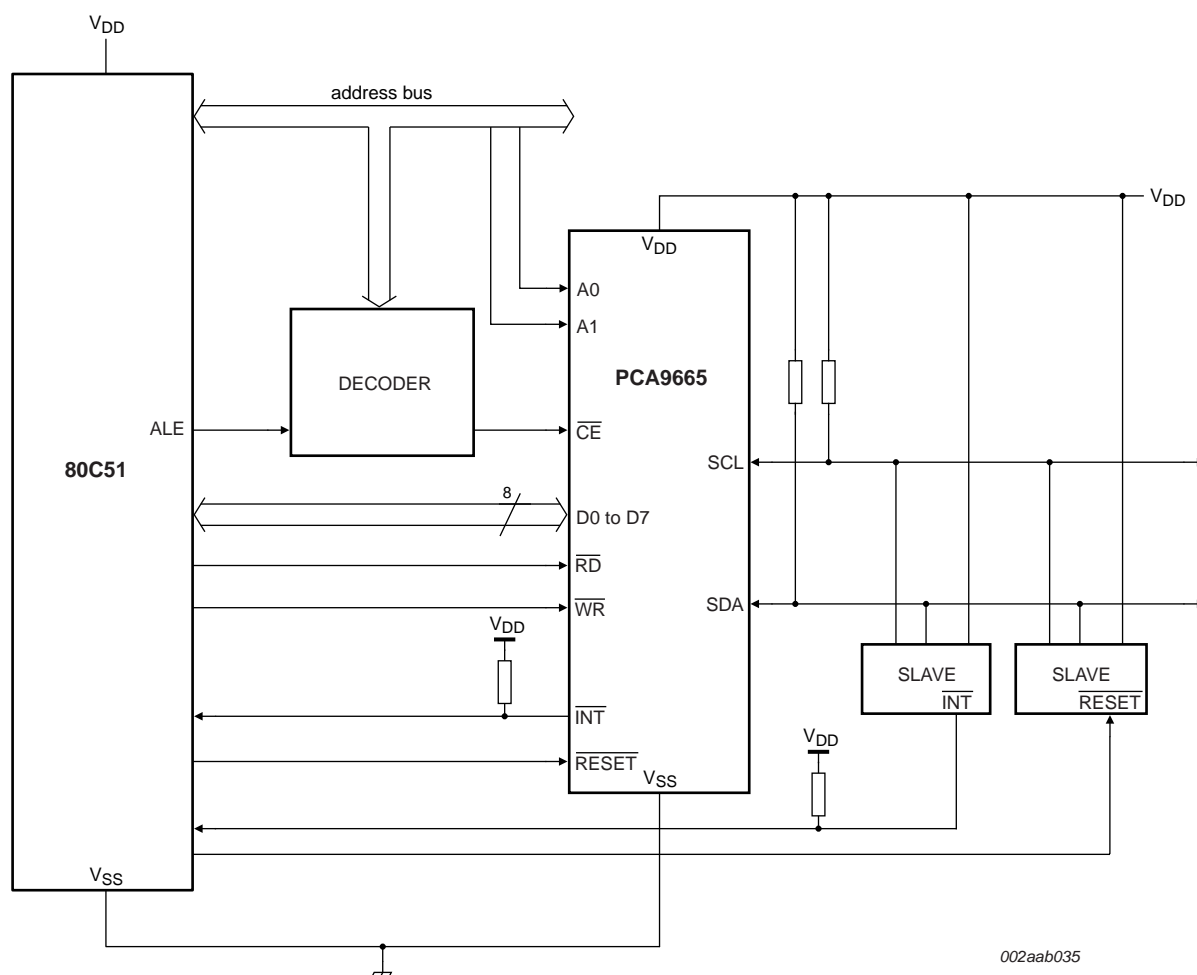 VDD
address bus
VDD
VDD
A0
A1
PCA9665
DECODER
ALE
CE
SCL
80C51
8
D0 to D7
RD
SDA
WR
VDD
SLAVE
INT
SLAVE
RESET
INT
VDD
RESET
VSS
VSS
002aab035